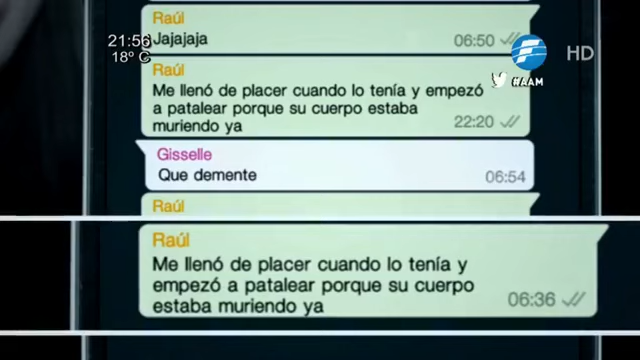 Raúl
Jajajaja
06:50
21:56
18º C
HD
#AAM
Raúl
Me llenó de placer cuando lo tenía y empezó
a patalear porque su cuerpo estaba
muriendo ya
22:20
Gisselle
Que demente
06:54
Raúl
Raúl
Me llenó de placer cuando lo tenía y
empezó a patalear porque su cuerpo
estaba muriendo ya
06:36